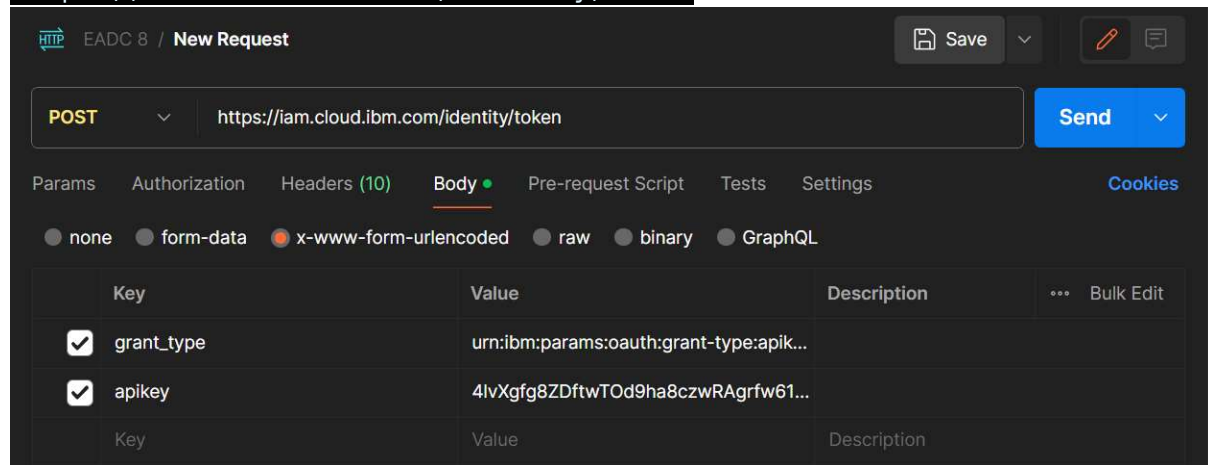 HTTP EADC 8 / New Request Save
POST https://iam.cloud.ibm.com/identity/token Send
Params Authorization Headers (10) Body Pre-request Script Tests Settings Cookies
none form-data x-www-form-urlencoded raw binary GraphQL
Key Value Description ••• Bulk Edit
grant_type urn:ibm:params:oauth:grant-type:apik...
apikey 4lvXgfg8ZDftwTOd9ha8czwRAgrfw61...
Key Value Description